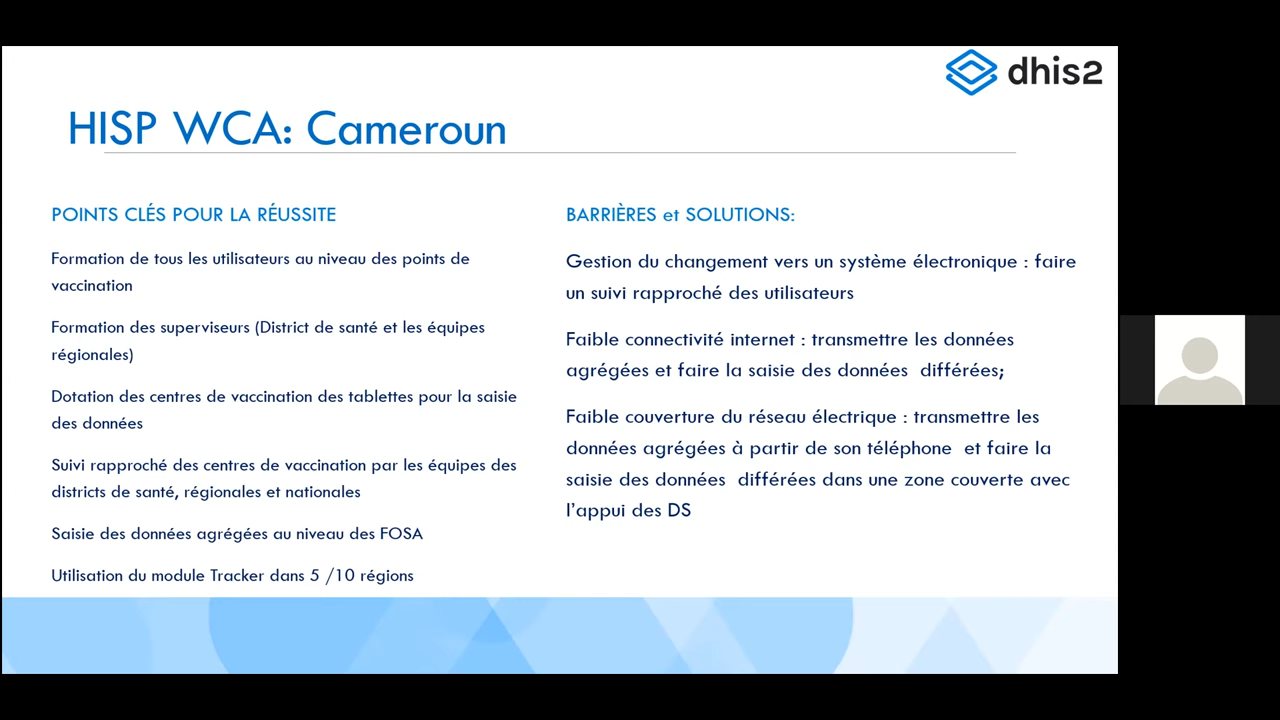 dhis2
HISP WCA: Cameroun
POINTS CLÉS POUR LA RÉUSSITE
Formation de tous les utilisateurs au niveau des points de
vaccination
Formation des superviseurs (District de santé et les équipes
régionales)
Dotation des centres de vaccination des tablettes pour la saisie
des données
Suivi rapproché des centres de vaccination par les équipes des
districts de santé, régionales et nationales
Saisie des données agrégées au niveau des FOSA
Utilisation du module Tracker dans 5 /10 régions
BARRIÈRES et SOLUTIONS:
Gestion du changement vers un système électronique : faire
un suivi rapproché des utilisateurs
Faible connectivité internet : transmettre les données
agrégées et faire la saisie des données  différées;
Faible couverture du réseau électrique : transmettre les
données agrégées à partir de son téléphone  et faire la
saisie des données  différées dans une zone couverte avec
l'appui des DS